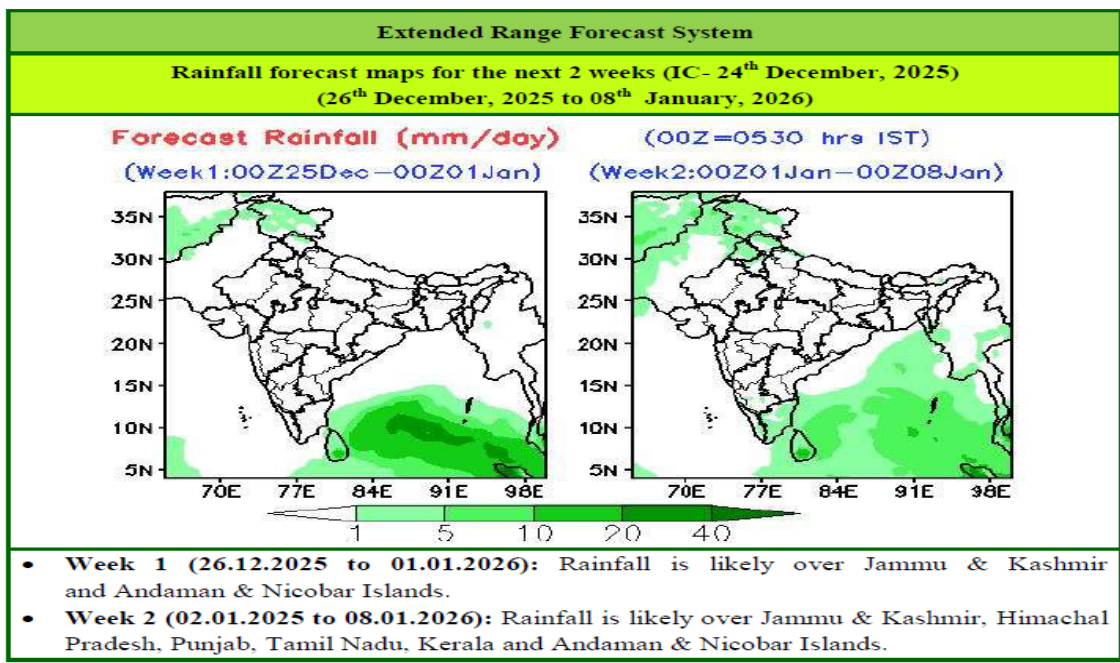 Extended Range Forecast System
Rainfall forecast maps for the next 2 weeks (IC- 24th December, 2025)
(26th December, 2025 to 08th January, 2026)
Forecast Rainfall (mm/day) (00Z=0530 hrs IST)
(Week1:00Z25Dec−00Z01Jan) (Week2:00Z01Jan−00Z08Jan)
35N 35N
30N 30N
25N 25N
20N 20N
15N 15N
10N 10N
5N 5N
70E 77E 84E 91E 98E 70E 77E 84E 91E 98E
1 5 10 20 40
• Week 1 (26.12.2025 to 01.01.2026): Rainfall is likely over Jammu & Kashmir
and Andaman & Nicobar Islands.
• Week 2 (02.01.2025 to 08.01.2026): Rainfall is likely over Jammu & Kashmir, Himachal
Pradesh, Punjab, Tamil Nadu, Kerala and Andaman & Nicobar Islands.